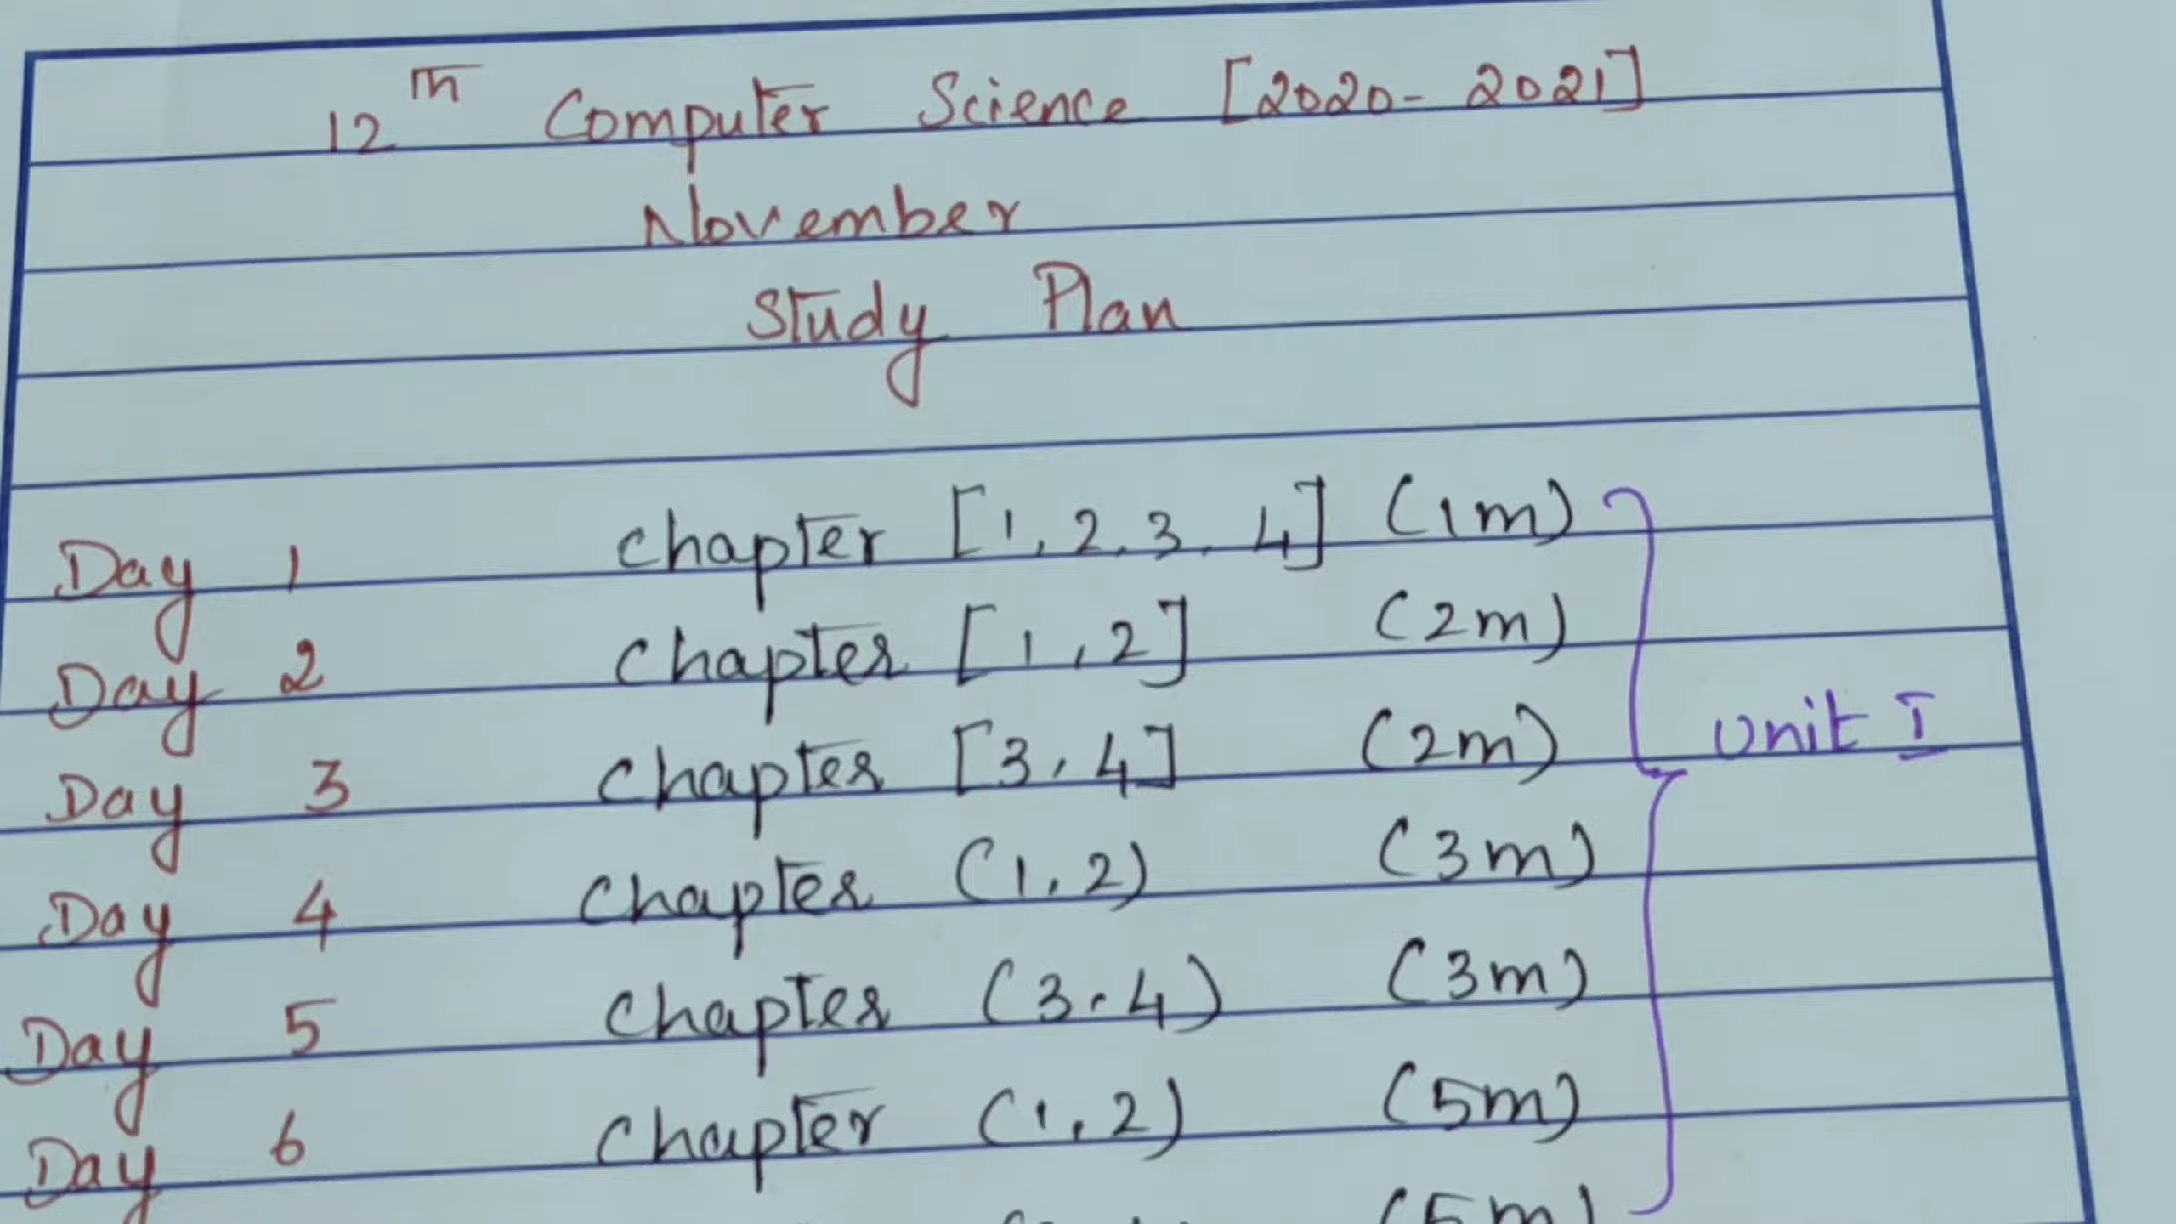 12th Computer Science [2020-2021]
November
Study Plan
Day 1 chapter [1, 2, 3, 4] (1m)
Day 2 chapter [1, 2] (2m)
Day 3 chapter [3, 4] (2m)
Unit I
Day 4 chapter (1, 2) (3m)
Day 5 chapter (3, 4) (3m)
Day 6 chapter (1, 2) (5m)
(5m)